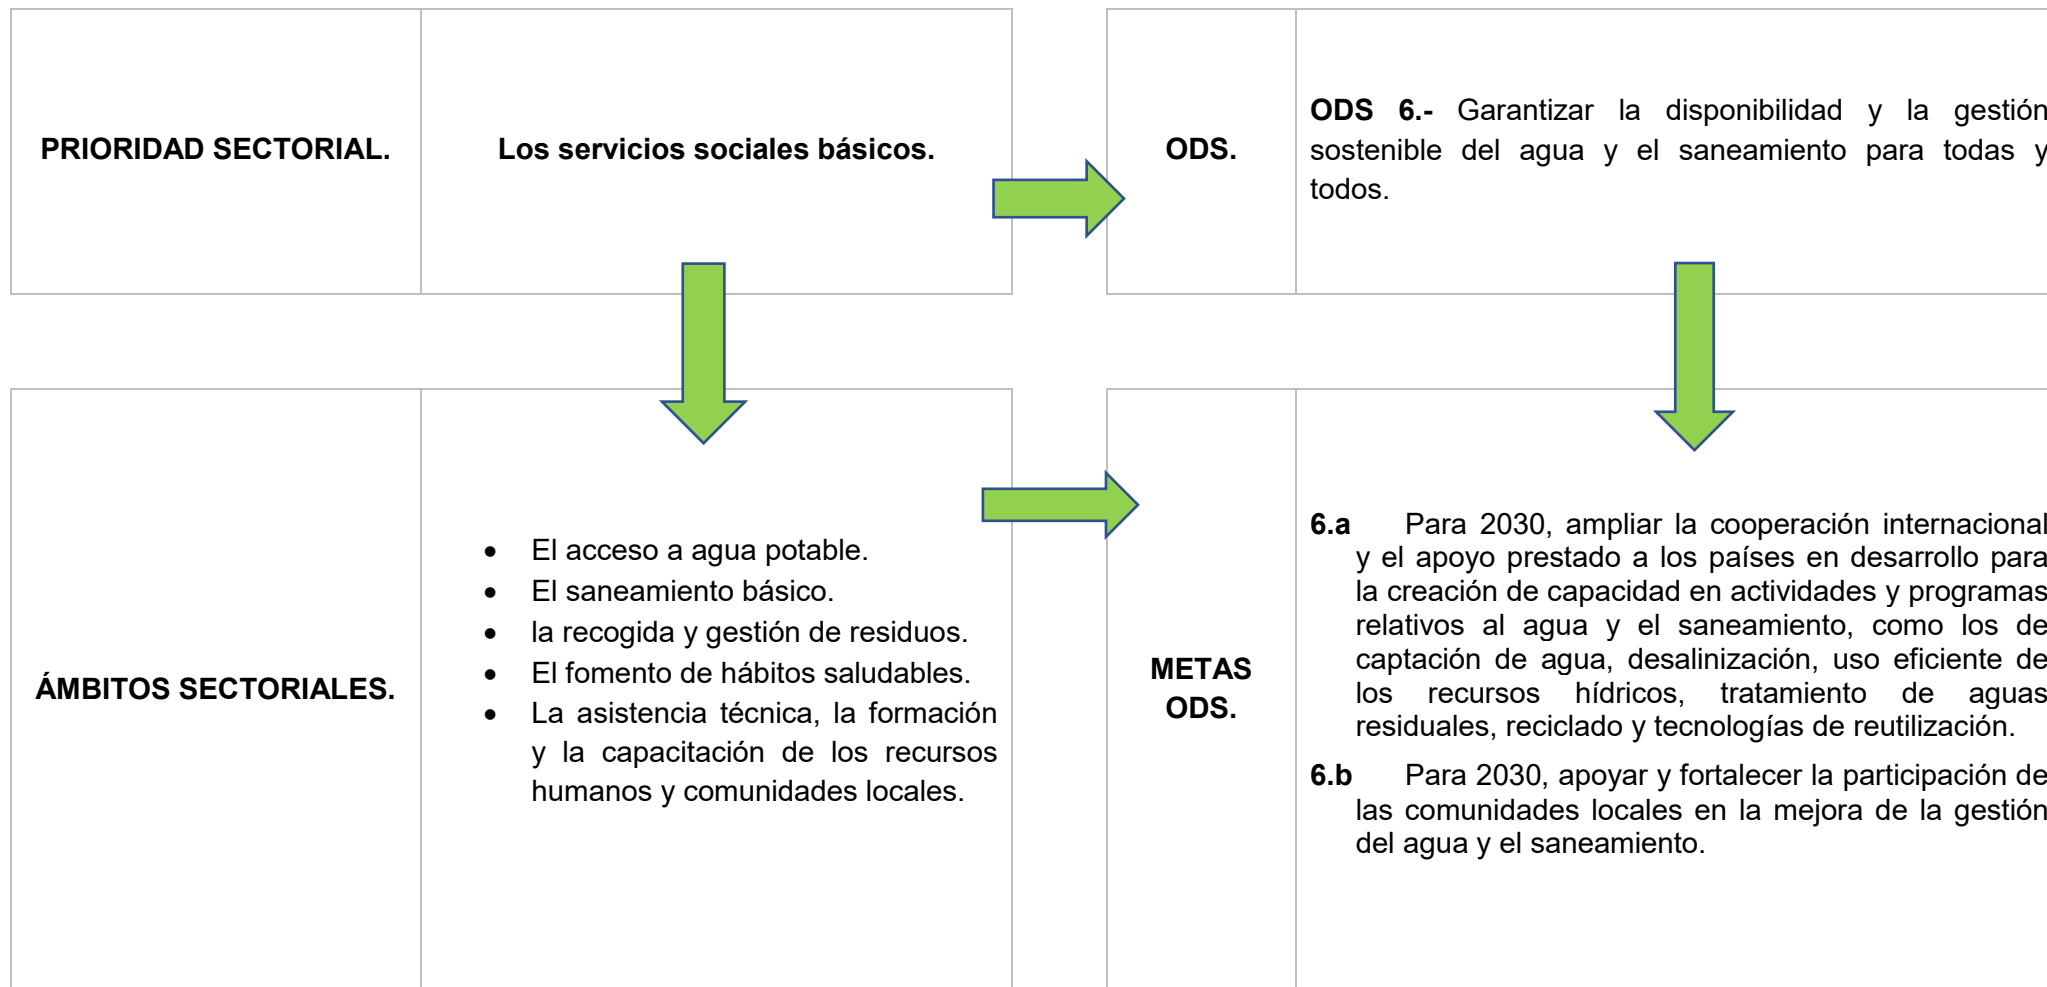 PRIORIDAD SECTORIAL.
Los servicios sociales básicos.
ODS.
ODS 6.- Garantizar la disponibilidad y la gestión
sostenible del agua y el saneamiento para todas y
todos.
ÁMBITOS SECTORIALES.
• El acceso a agua potable.
• El saneamiento básico.
• la recogida y gestión de residuos.
• El fomento de hábitos saludables.
• La asistencia técnica, la formación
y la capacitación de los recursos
humanos y comunidades locales.
METAS
ODS.
6.a Para 2030, ampliar la cooperación internacional
y el apoyo prestado a los países en desarrollo para
la creación de capacidad en actividades y programas
relativos al agua y el saneamiento, como los de
captación de agua, desalinización, uso eficiente de
los recursos hídricos, tratamiento de aguas
residuales, reciclado y tecnologías de reutilización.
6.b Para 2030, apoyar y fortalecer la participación de
las comunidades locales en la mejora de la gestión
del agua y el saneamiento.